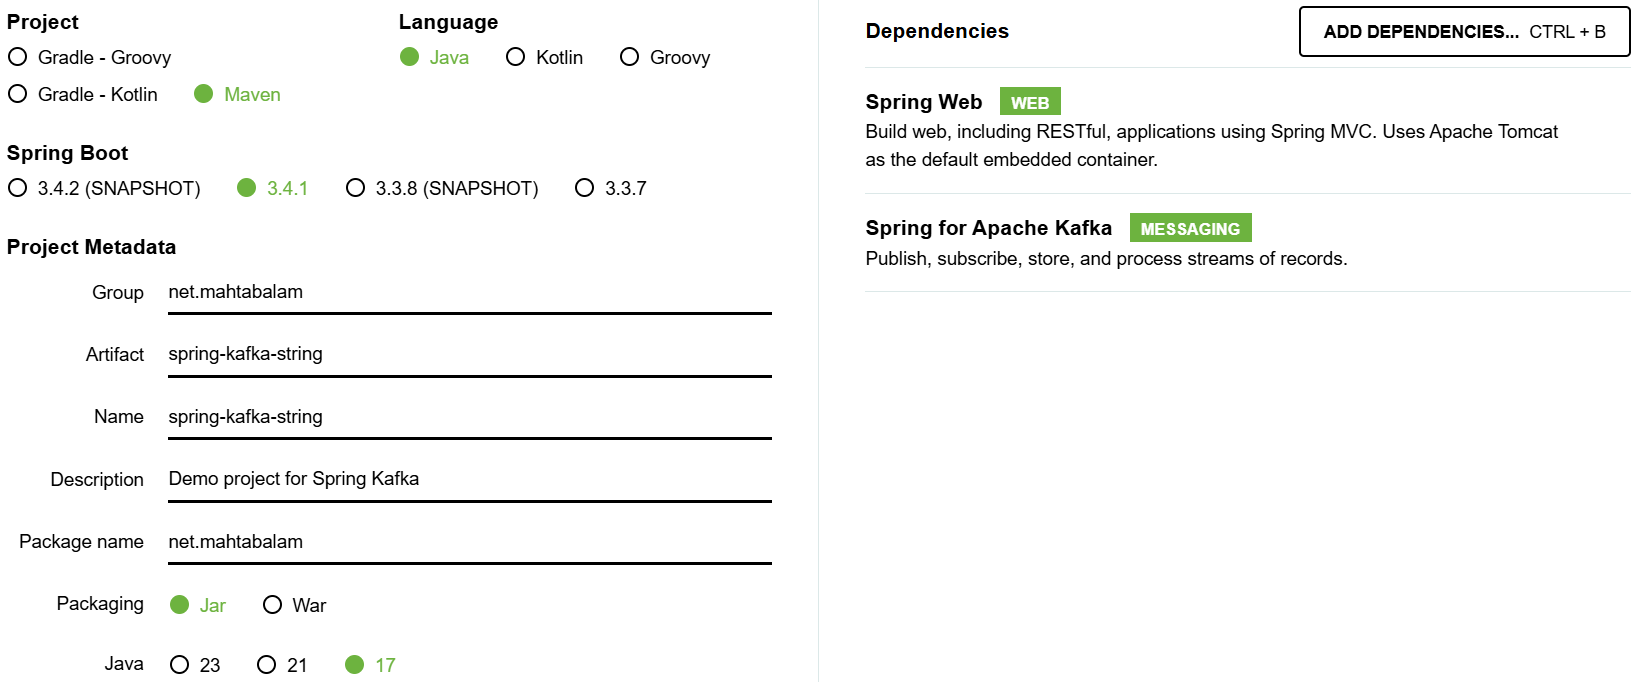 Project
Gradle - Groovy
Gradle - Kotlin Maven
Language
Java Kotlin Groovy
Spring Boot
3.4.2 (SNAPSHOT) 3.4.1 3.3.8 (SNAPSHOT) 3.3.7
Project Metadata
Group net.mahtabalam
Artifact spring-kafka-string
Name spring-kafka-string
Description Demo project for Spring Kafka
Package name net.mahtabalam
Packaging Jar War
Java 23 21 17
Dependencies ADD DEPENDENCIES... CTRL + B
Spring Web WEB
Build web, including RESTful, applications using Spring MVC. Uses Apache Tomcat
as the default embedded container.
Spring for Apache Kafka MESSAGING
Publish, subscribe, store, and process streams of records.